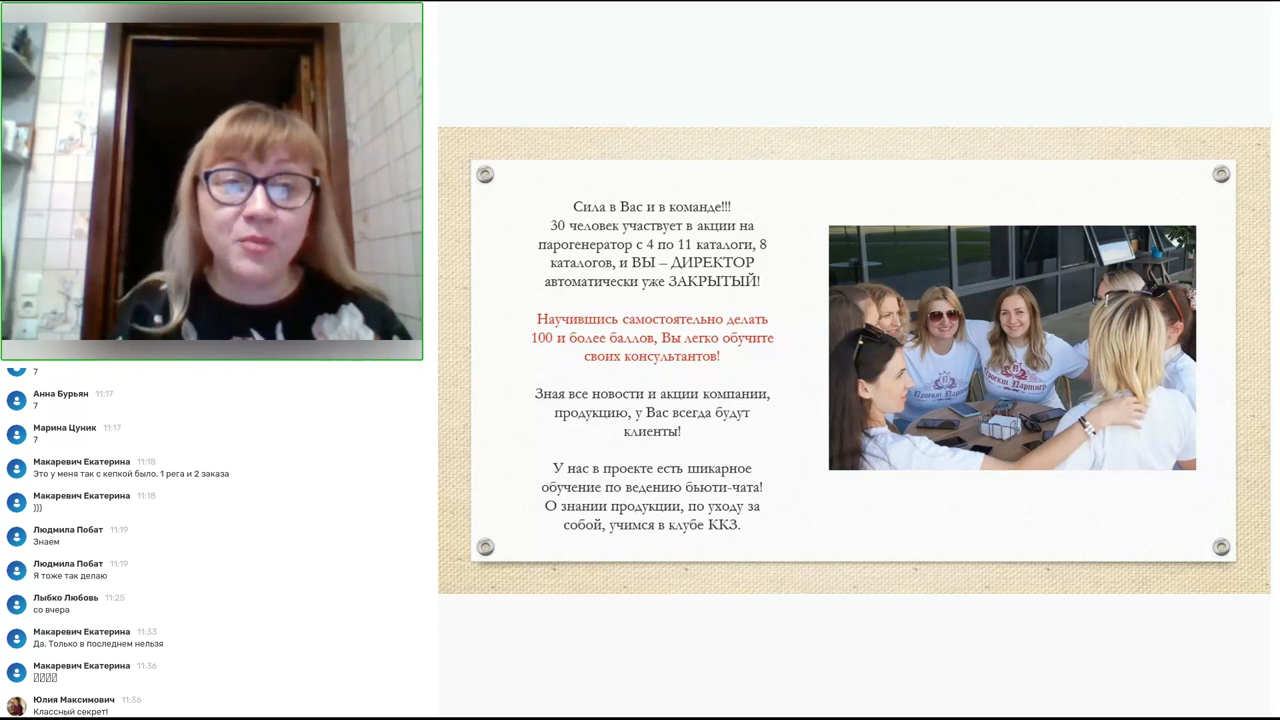 7
Анна Бурьян 11:17
7
Марина Цуник 11:17
7
Макаревич Екатерина 11:18
Это у меня так с кепкой было. 1 рега и 2 заказа
Макаревич Екатерина 11:18
)))
Людмила Побат 11:19
Знаем
Людмила Побат 11:19
Я тоже так делаю
Лыбко Любовь 11:25
со вчера
Макаревич Екатерина 11:33
Да. Только в последнем нельзя
Макаревич Екатерина 11:36
Юлия Максимович 11:36
Классный секрет!
Сила в Вас и в команде!!!
30 человек участвует в акции на
парогенератор с 4 по 11 каталоги, 8
каталогов, и ВЫ – ДИРЕКТОР
автоматически уже ЗАКРЫТЫЙ!
Научившись самостоятельно делать
100 и более баллов, Вы легко обучите
своих консультантов!
Зная все новости и акции компании,
продукцию, у Вас всегда будут
клиенты!
У нас в проекте есть шикарное
обучение по ведению бьюти-чата!
О знании продукции, по уходу за
собой, учимся в клубе ККЗ.
Проект Партнер
Проект Партнер